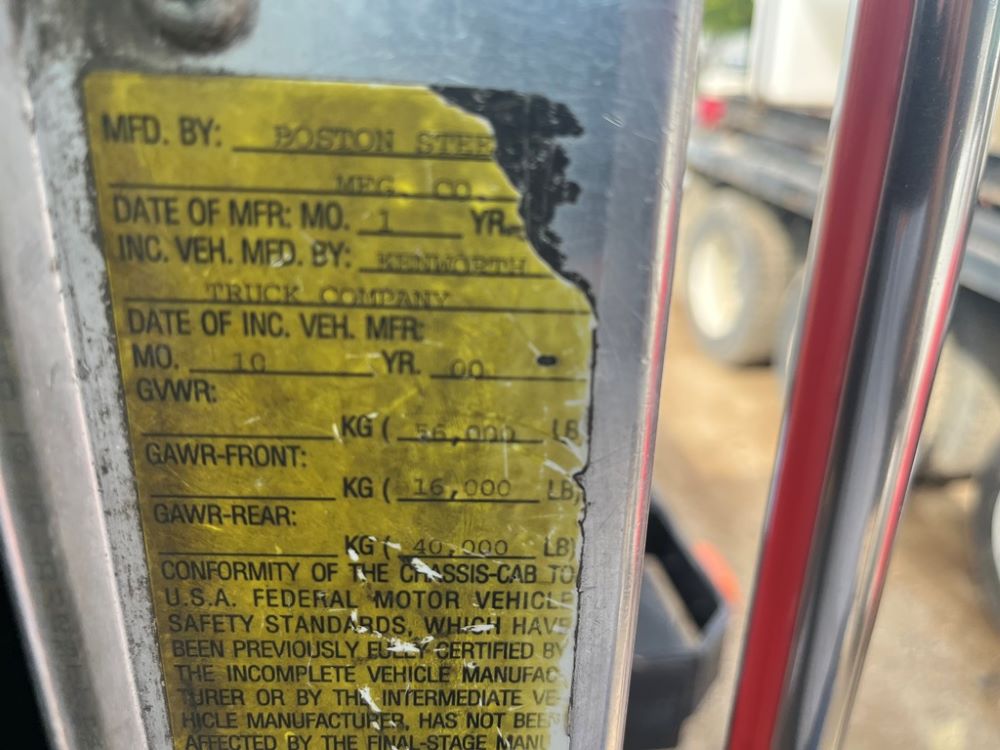 MFD. BY: BOSTON STEE
MFG. CO.
DATE OF MFR: MO. 1 YR.
INC. VEH. MFD. BY: KENWORTH
TRUCK COMPANY
DATE OF INC. VEH. MFR:
MO. 10 YR. 00
GVWR:
KG ( 56,000 LB
GAWR-FRONT:
KG ( 16,000 LB)
GAWR-REAR:
KG ( 40,000 LB)
CONFORMITY OF THE CHASSIS-CAB TO
U.S.A. FEDERAL MOTOR VEHICLE
SAFETY STANDARDS, WHICH HAVE
BEEN PREVIOUSLY FULLY CERTIFIED BY
THE INCOMPLETE VEHICLE MANUFAC-
TURER OR BY THE INTERMEDIATE VE-
HICLE MANUFACTURER, HAS NOT BEEN
AFFECTED BY THE FINAL-STAGE MANU